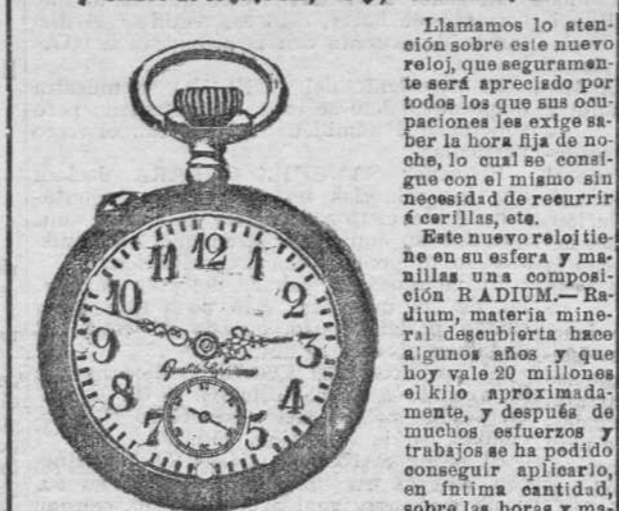 Llamamos lo aten-
ción sobre este nuevo
reloj, que seguramen-
te será apreciado por
todos los que sus ocu-
paciones les exige sa-
ber la hora fija de no-
che, lo cual se consi-
gue con el mismo sin
necesidad de recurrir
á cerillas, etc.
Este nuevo reloj tie-
ne en su esfera y ma-
nillas una composi-
ción RADIUM.— Ra-
dium, materia mine-
ral descubierta hace
algunos años y que
hoy vale 20 millones
el kilo aproximada-
mente, y después de
muchos esfuerzos y
trabajos se ha podido
conseguir aplicarlo,
en íntima cantidad,
sobre las horas y ma-
12
11 1
10 2
9 3
8 4
7 5